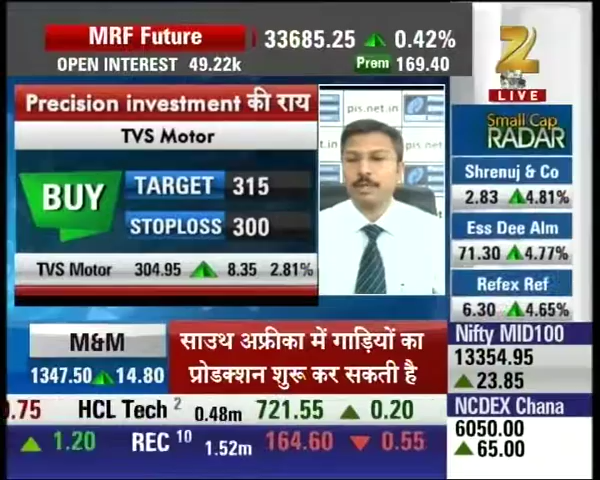 MRF Future 33685.25 0.42%
OPEN INTEREST 49.22k Prem 169.40
LIVE
Precision investment की राय
TVS Motor
BUY
TARGET 315
STOPLOSS 300
TVS Motor 304.95 8.35 2.81%
pis.net.in
Small Cap
RADAR
Shrenuj & Co
2.83 4.81%
Ess Dee Alm
71.30 4.77%
Refex Ref
6.30 4.65%
M&M
1347.50 14.80
साउथ अफ्रीका में गाड़ियों का
प्रोडक्शन शुरू कर सकती है
Nifty MID100
13354.95
23.85
NCDEX Chana
6050.00
65.00
0.75 HCL Tech 2 0.48m 721.55 0.20
1.20 REC 10 1.52m 164.60 0.55